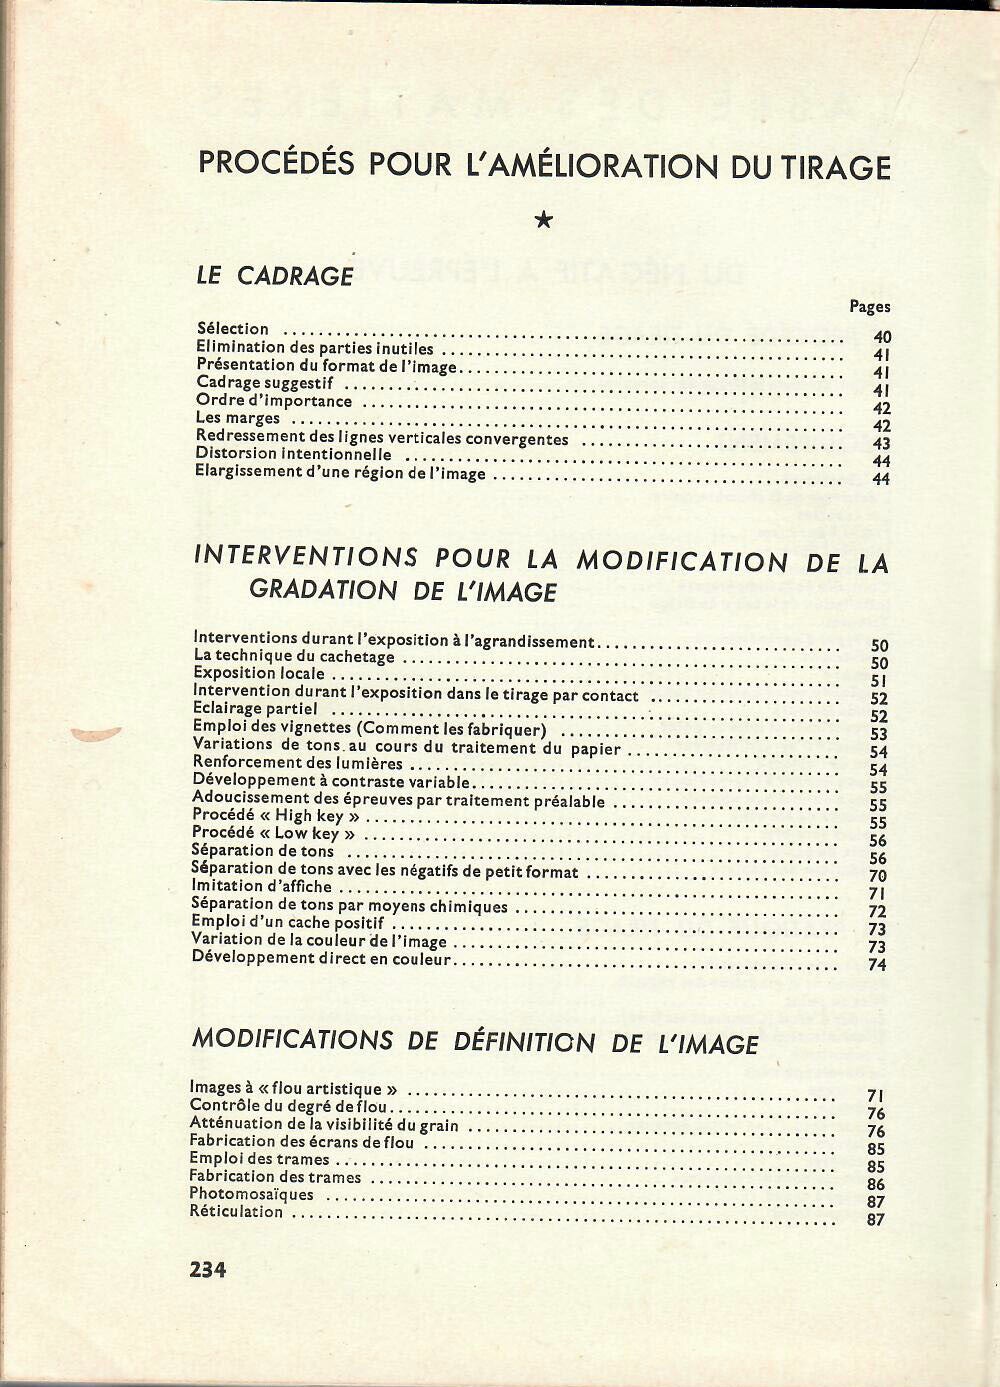 PROCÉDÉS POUR L'AMÉLIORATION DU TIRAGE
★
LE CADRAGE
Pages
Sélection ........ 40
Elimination des parties inutiles ........ 41
Présentation du format de l'image ........ 41
Cadrage suggestif ........ 41
Ordre d'importance ........ 42
Les marges ........ 42
Redressement des lignes verticales convergentes ........ 43
Distorsion intentionnelle ........ 44
Elargissement d'une région de l'image ........ 44
INTERVENTIONS POUR LA MODIFICATION DE LA
GRADATION DE L'IMAGE
Interventions durant l'exposition à l'agrandissement ........ 50
La technique du cachetage ........ 50
Exposition locale ........ 51
Intervention durant l'exposition dans le tirage par contact ........ 52
Eclairage partiel ........ 52
Emploi des vignettes (Comment les fabriquer) ........ 53
Variations de tons au cours du traitement du papier ........ 54
Renforcement des lumières ........ 54
Développement à contraste variable ........ 55
Adoucissement des épreuves par traitement préalable ........ 55
Procédé « High key » ........ 55
Procédé « Low key » ........ 56
Séparation de tons ........ 56
Séparation de tons avec les négatifs de petit format ........ 70
Imitation d'affiche ........ 71
Séparation de tons par moyens chimiques ........ 72
Emploi d'un cache positif ........ 73
Variation de la couleur de l'image ........ 73
Développement direct en couleur ........ 74
MODIFICATIONS DE DÉFINITION DE L'IMAGE
Images à « flou artistique » ........ 71
Contrôle du degré de flou ........ 76
Atténuation de la visibilité du grain ........ 76
Fabrication des écrans de flou ........ 85
Emploi des trames ........ 85
Fabrication des trames ........ 86
Photomosaïques ........ 87
Réticulation ........ 87
234